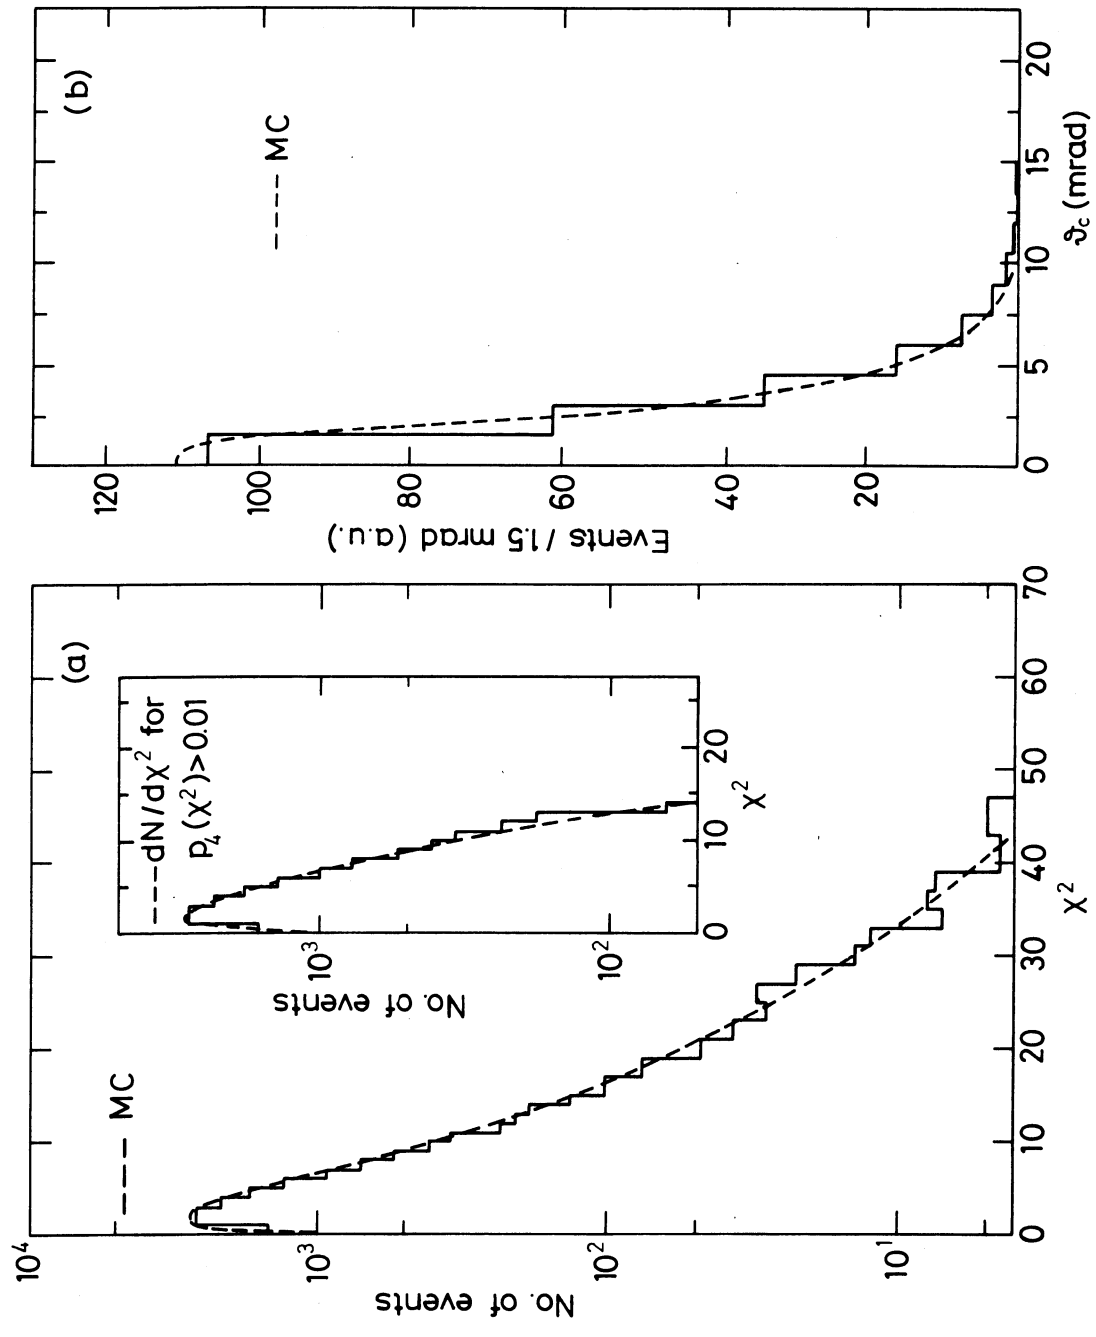 (a)
10⁴
10³
10²
10¹
No. of events
--- MC
0 10 20 30 40 50 60 70
χ²
--- dN/dχ² for
p₄(χ²)>0.01
10³
10²
No. of events
0 10 20
χ²
(b)
120
100
80
60
40
20
Events / 1.5 mrad (a.u.)
--- MC
0 5 10 15 20
ϑc (mrad)